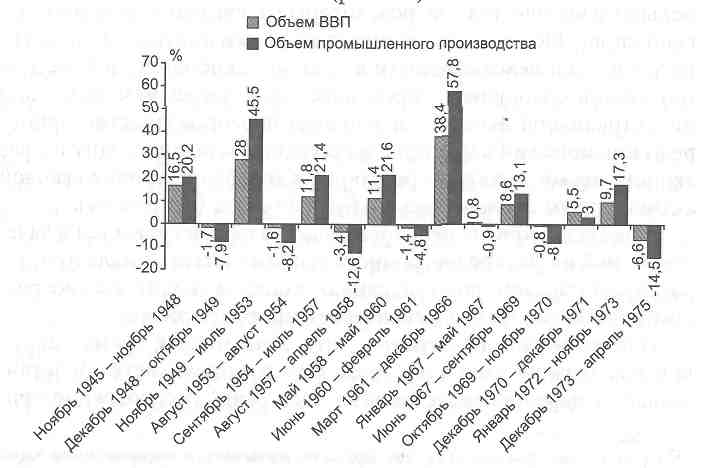 Объем ВВП
Объем промышленного производства
%
70
60
50
40
30
20
10
0
-10
-20
16,5
20,2
-1,7
-7,9
28
45,5
-1,6
11,8
21,4
-3,4
-12,6
11,4
21,6
-1,4
-4,8
38,4
57,8
0,8
-0,9
8,6
13,7
-0,8
-8
5,5
3
9,7
17,3
-6,6
-14,5
Ноябрь 1945 – ноябрь 1948
Декабрь 1948 – октябрь 1949
Ноябрь 1949 – июль 1953
Август 1953 – август 1954
Сентябрь 1954 – июль 1957
Август 1957 – апрель 1958
Май 1958 – май 1960
Июнь 1960 – февраль 1961
Март 1961 – декабрь 1966
Январь 1967 – май 1967
Июнь 1967 – сентябрь 1969
Октябрь 1969 – ноябрь 1970
Декабрь 1970 – декабрь 1971
Январь 1972 – ноябрь 1973
Декабрь 1973 – апрель 1975